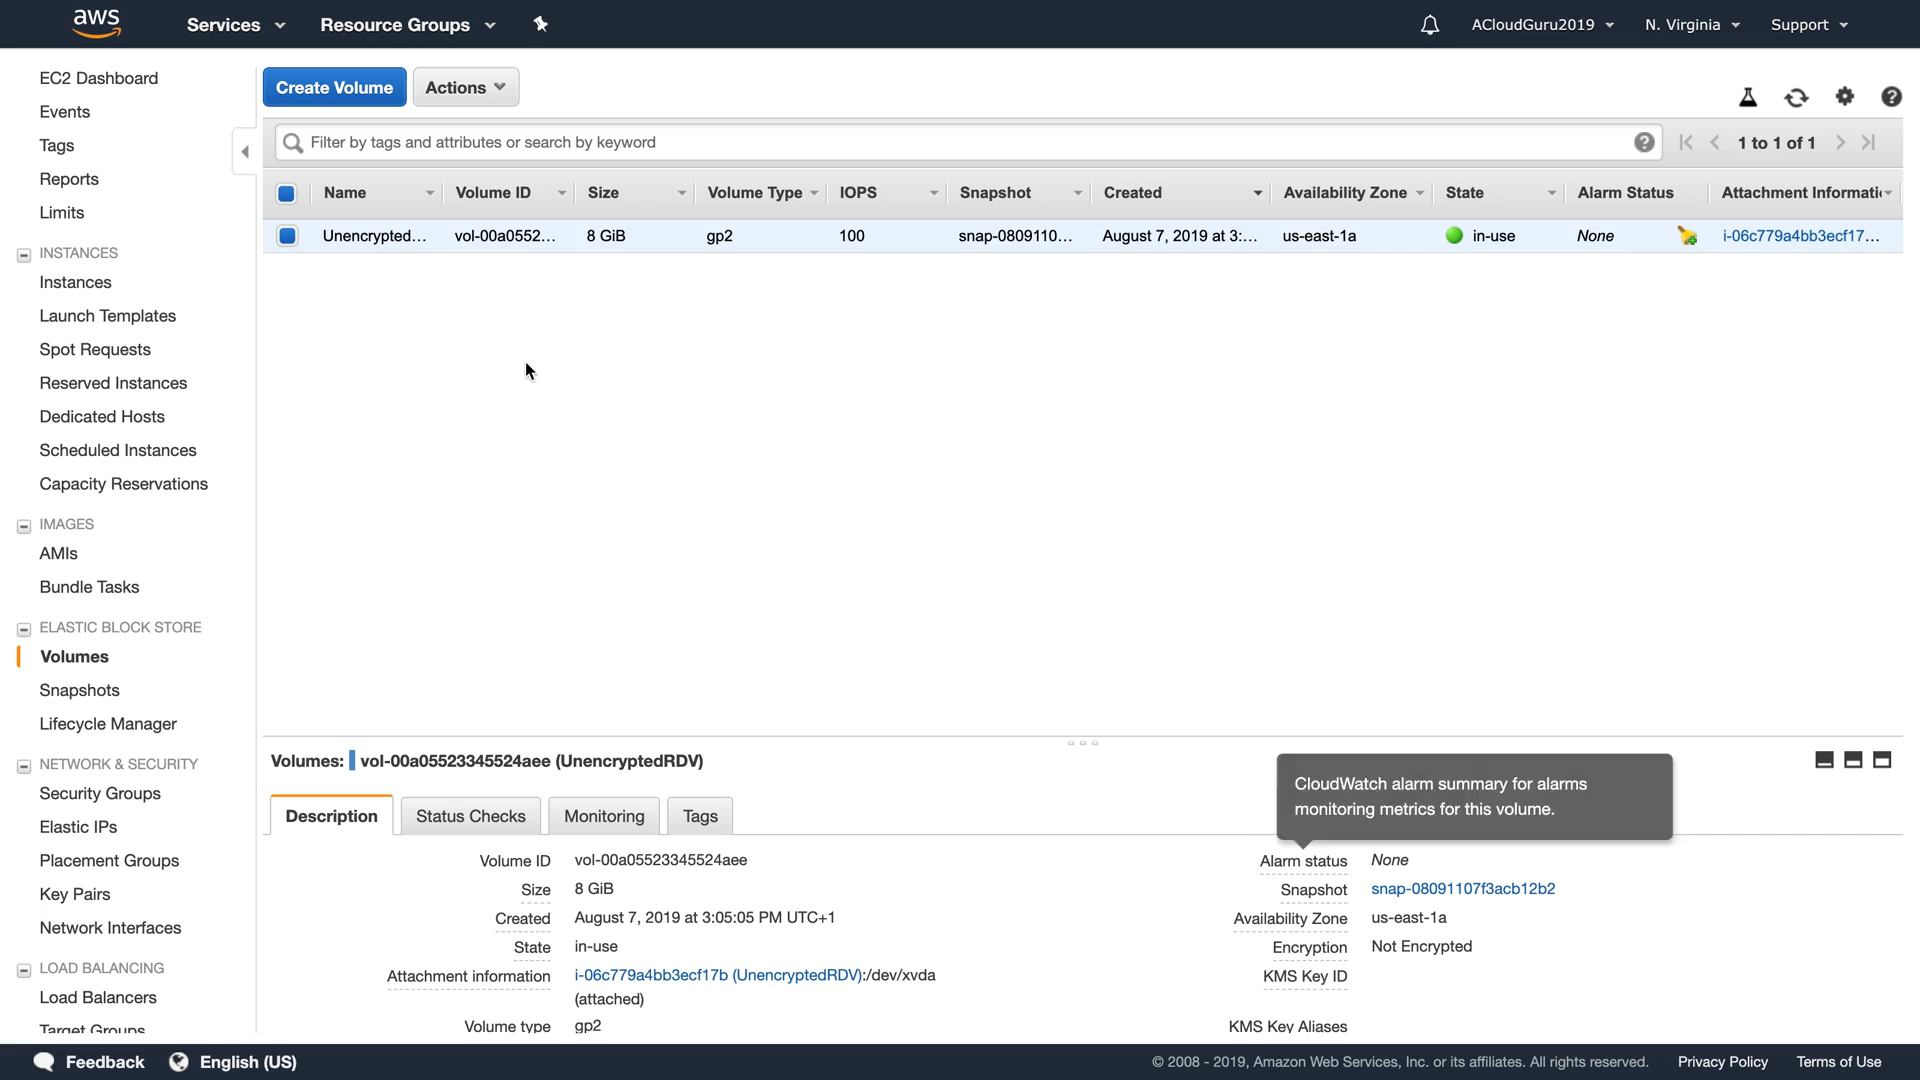 aws Services Resource Groups ACloudGuru2019 N. Virginia Support
EC2 Dashboard
Events
Tags
Reports
Limits
INSTANCES
Instances
Launch Templates
Spot Requests
Reserved Instances
Dedicated Hosts
Scheduled Instances
Capacity Reservations
IMAGES
AMIs
Bundle Tasks
ELASTIC BLOCK STORE
Volumes
Snapshots
Lifecycle Manager
NETWORK & SECURITY
Security Groups
Elastic IPs
Placement Groups
Key Pairs
Network Interfaces
LOAD BALANCING
Load Balancers
Target Groups
Create Volume Actions
Filter by tags and attributes or search by keyword 1 to 1 of 1
Name Volume ID Size Volume Type IOPS Snapshot Created Availability Zone State Alarm Status Attachment Informati
Unencrypted... vol-00a0552... 8 GiB gp2 100 snap-0809110... August 7, 2019 at 3:... us-east-1a in-use None i-06c779a4bb3ecf17...
Volumes: vol-00a05523345524aee (UnencryptedRDV)
CloudWatch alarm summary for alarms
monitoring metrics for this volume.
Description Status Checks Monitoring Tags
Volume ID vol-00a05523345524aee Alarm status None
Size 8 GiB Snapshot snap-08091107f3acb12b2
Created August 7, 2019 at 3:05:05 PM UTC+1 Availability Zone us-east-1a
State in-use Encryption Not Encrypted
Attachment information i-06c779a4bb3ecf17b (UnencryptedRDV):/dev/xvda KMS Key ID
(attached)
Volume type gp2 KMS Key Aliases
Feedback English (US) © 2008 - 2019, Amazon Web Services, Inc. or its affiliates. All rights reserved. Privacy Policy Terms of Use